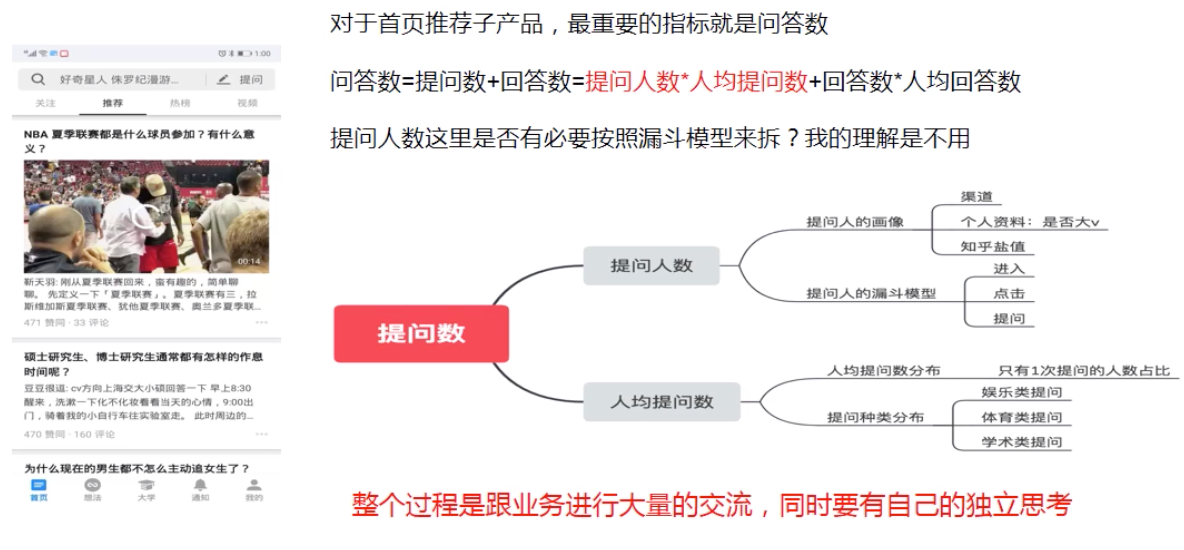 对于首页推荐子产品，最重要的指标就是问答数
问答数=提问数+回答数=提问人数*人均提问数+回答数*人均回答数
提问人数这里是否有必要按照漏斗模型来拆？我的理解是不用
1:00
好奇星人 侏罗纪漫游...
提问
关注 推荐 热榜 视频
NBA 夏季联赛都是什么球员参加？有什么意
义？
00:14
靳天羽: 刚从夏季联赛回来，蛮有趣的，简单聊
聊。 先定义一下「夏季联赛」。夏季联赛有三，拉
斯维加斯夏季联赛、犹他夏季联赛、奥兰多夏季联...
471 赞同 · 33 评论
硕士研究生、博士研究生通常都有怎样的作息
时间呢？
豆豆很逗: cv方向上海交大小硕回答一下 早上8:30
醒来，洗漱一下化不化妆看看当天的心情，9:00出
门，骑着我的小自行车往实验室走。 此时周边的...
470 赞同 · 160 评论
为什么现在的男生都不怎么主动追女生了？
首页 想法 大学 通知 我的
提问数
提问人数
提问人的画像
渠道
个人资料：是否大v
知乎盐值
提问人的漏斗模型
进入
点击
提问
人均提问数
人均提问数分布
只有1次提问的人数占比
提问种类分布
娱乐类提问
体育类提问
学术类提问
整个过程是跟业务进行大量的交流，同时要有自己的独立思考